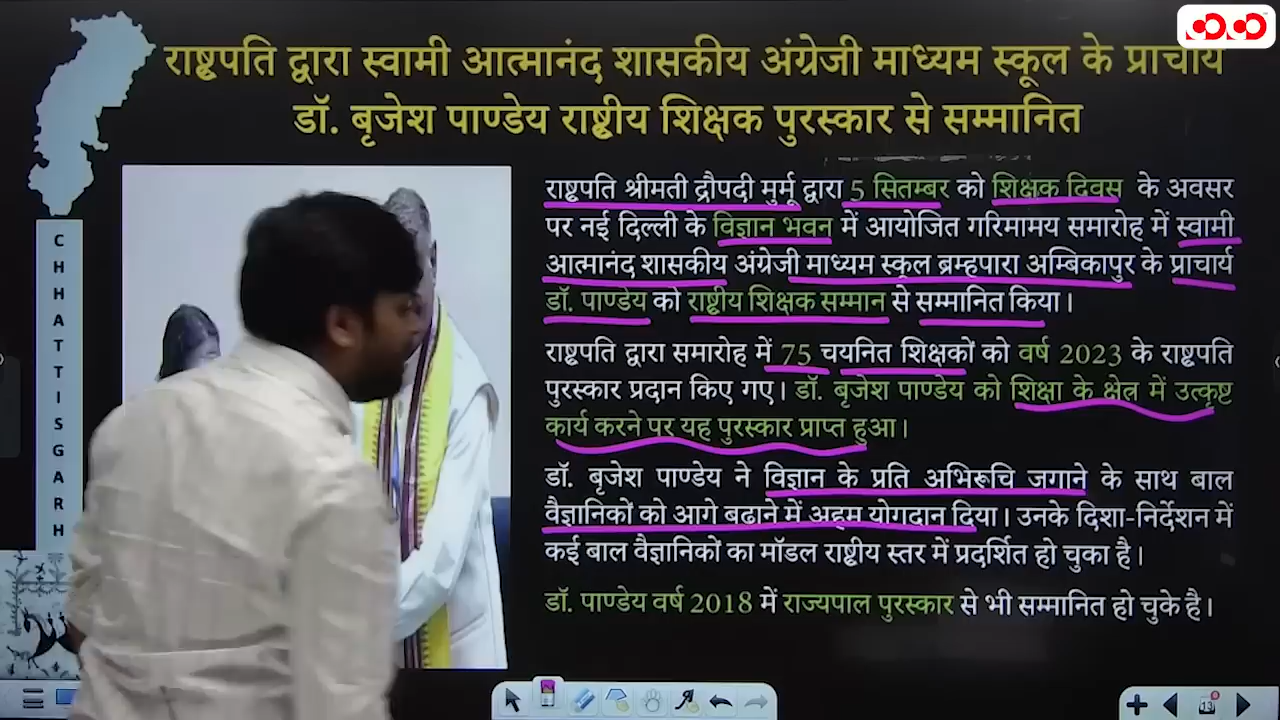 राष्ट्रपति द्वारा स्वामी आत्मानंद शासकीय अंग्रेजी माध्यम स्कूल के प्राचार्य
डॉ. बृजेश पाण्डेय राष्ट्रीय शिक्षक पुरस्कार से सम्मानित
राष्ट्रपति श्रीमती द्रौपदी मुर्मू द्वारा 5 सितम्बर को शिक्षक दिवस के अवसर
पर नई दिल्ली के विज्ञान भवन में आयोजित गरिमामय समारोह में स्वामी
आत्मानंद शासकीय अंग्रेजी माध्यम स्कूल ब्रम्हपारा अम्बिकापुर के प्राचार्य
डॉ. पाण्डेय को राष्ट्रीय शिक्षक सम्मान से सम्मानित किया।
राष्ट्रपति द्वारा समारोह में 75 चयनित शिक्षकों को वर्ष 2023 के राष्ट्रपति
पुरस्कार प्रदान किए गए। डॉ. बृजेश पाण्डेय को शिक्षा के क्षेत्र में उत्कृष्ट
कार्य करने पर यह पुरस्कार प्राप्त हुआ।
डॉ. बृजेश पाण्डेय ने विज्ञान के प्रति अभिरूचि जगाने के साथ बाल
वैज्ञानिकों को आगे बढाने में अहम योगदान दिया। उनके दिशा-निर्देशन में
कई बाल वैज्ञानिकों का मॉडल राष्ट्रीय स्तर में प्रदर्शित हो चुका है।
डॉ. पाण्डेय वर्ष 2018 में राज्यपाल पुरस्कार से भी सम्मानित हो चुके है।
CHHATTISGARH
13